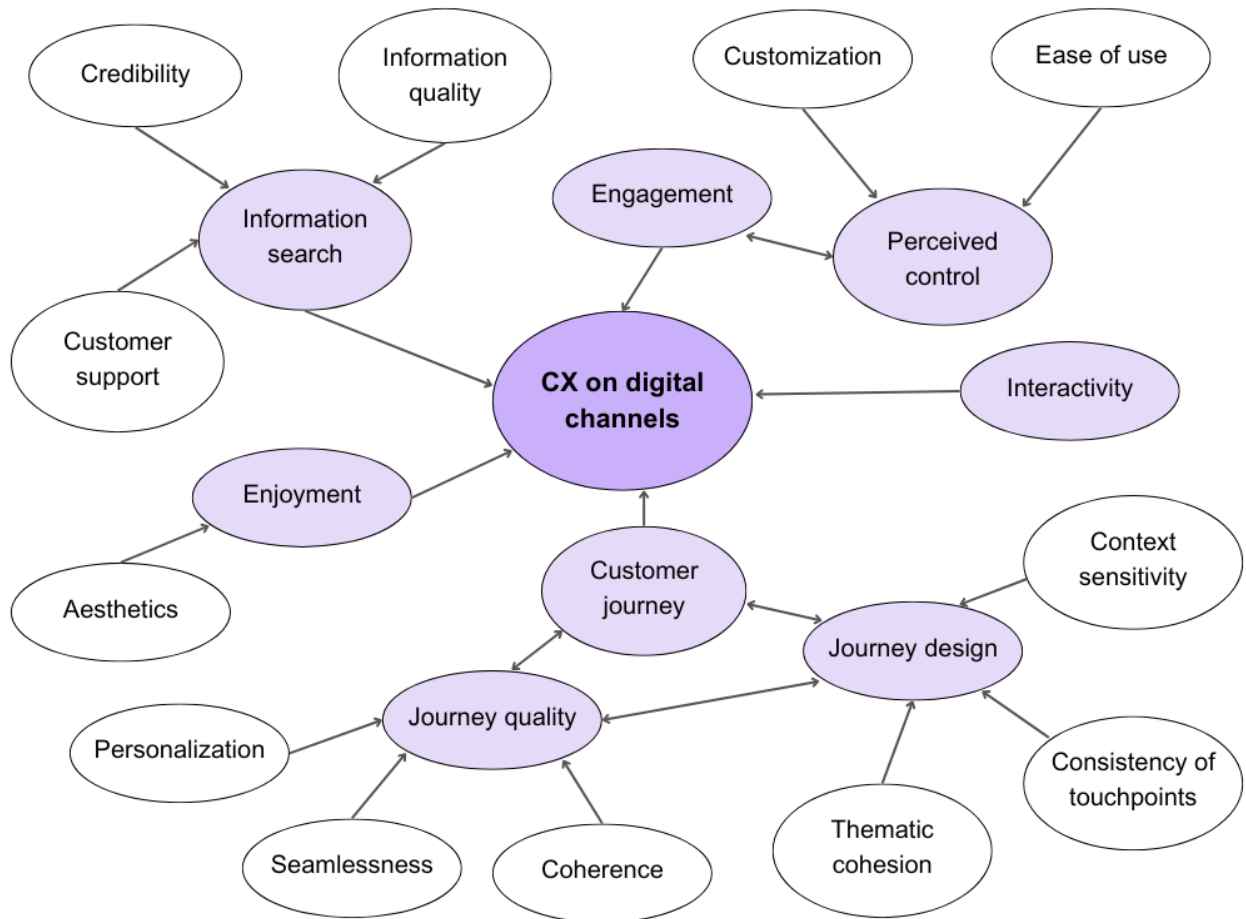 Credibility
Information
quality
Customization
Ease of use
Engagement
Information
search
Perceived
control
Customer
support
CX on digital
channels
Interactivity
Enjoyment
Aesthetics
Customer
journey
Context
sensitivity
Journey design
Journey quality
Personalization
Consistency of
touchpoints
Thematic
cohesion
Seamlessness
Coherence